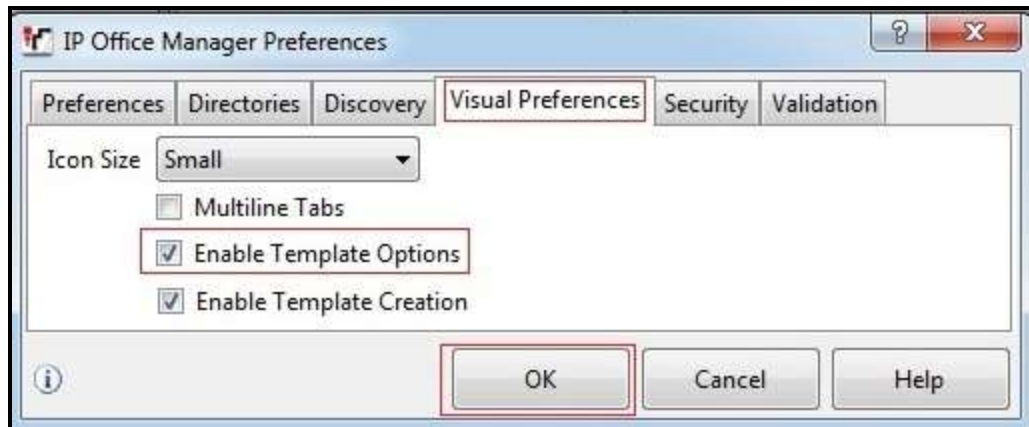 IP Office Manager Preferences
Preferences Directories Discovery Visual Preferences Security Validation
Icon Size Small
Multiline Tabs
Enable Template Options
Enable Template Creation
OK Cancel Help